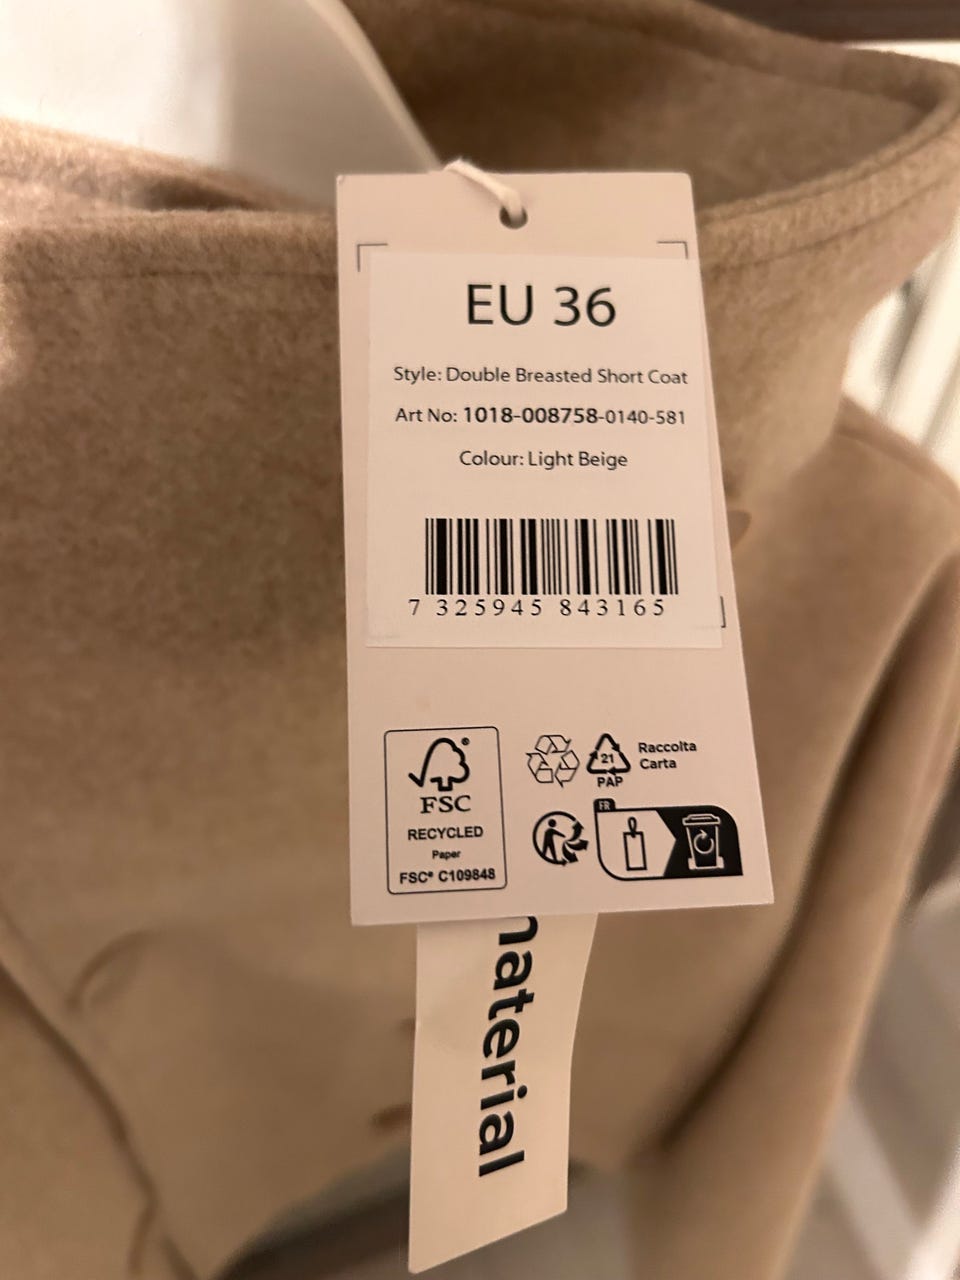 EU 36
Style: Double Breasted Short Coat
Art No: 1018-008758-0140-581
Colour: Light Beige
7 325945 843165
FSC®
RECYCLED
Paper
FSC® C109848
21
PAP
Raccolta
Carta
FR
material